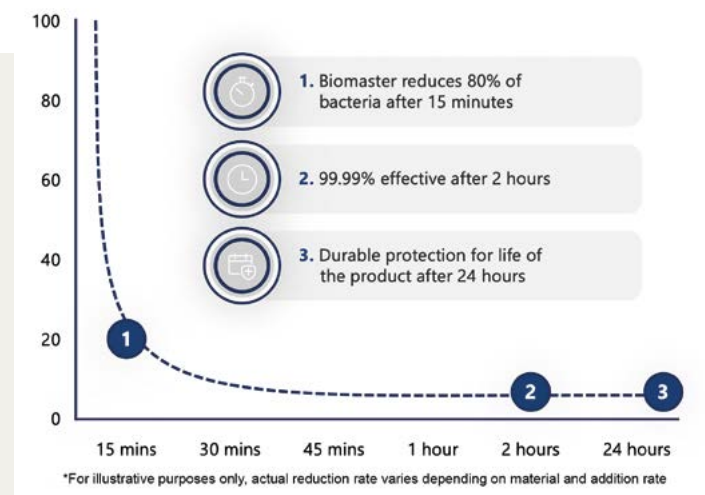 100
80
60
40
20
0
1. Biomaster reduces 80% of
bacteria after 15 minutes
2. 99.99% effective after 2 hours
3. Durable protection for life of
the product after 24 hours
1
2
3
15 mins
30 mins
45 mins
1 hour
2 hours
24 hours
*For illustrative purposes only, actual reduction rate varies depending on material and addition rate